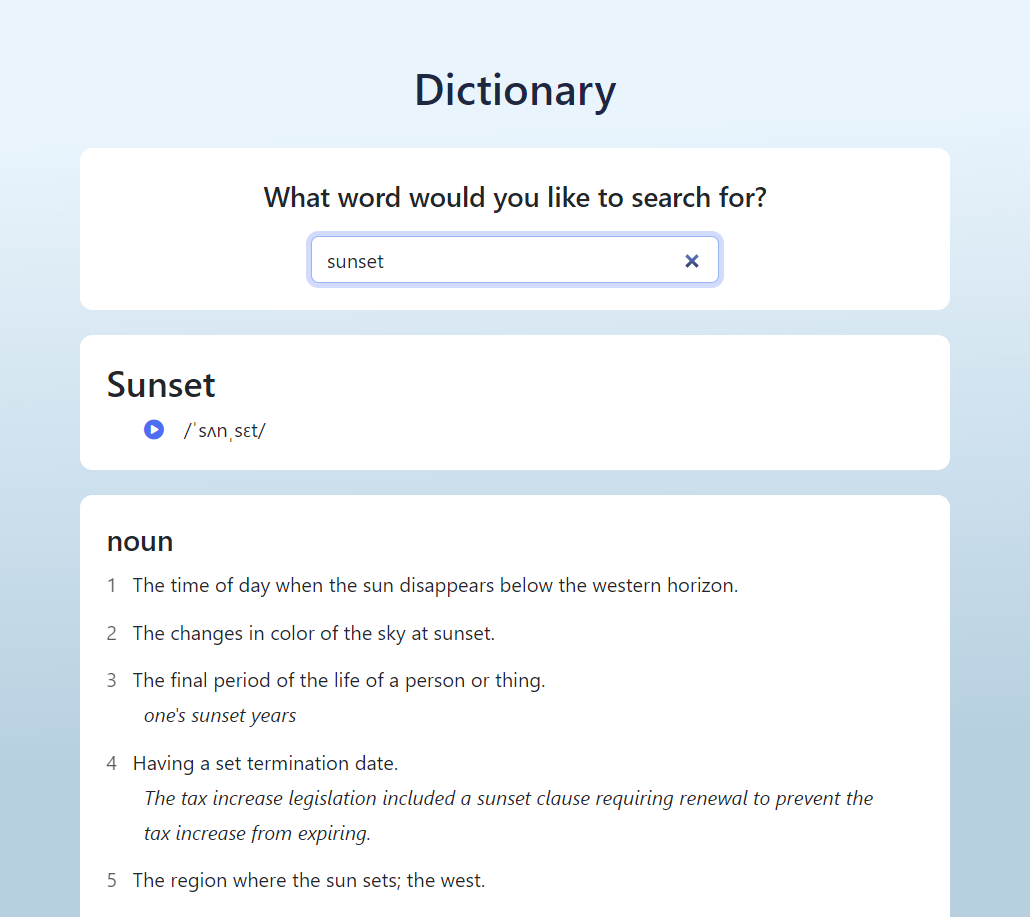 Dictionary
What word would you like to search for?
sunset
Sunset
/ˈsʌnˌsɛt/
noun
1 The time of day when the sun disappears below the western horizon.
2 The changes in color of the sky at sunset.
3 The final period of the life of a person or thing.
one's sunset years
4 Having a set termination date.
The tax increase legislation included a sunset clause requiring renewal to prevent the
tax increase from expiring.
5 The region where the sun sets; the west.